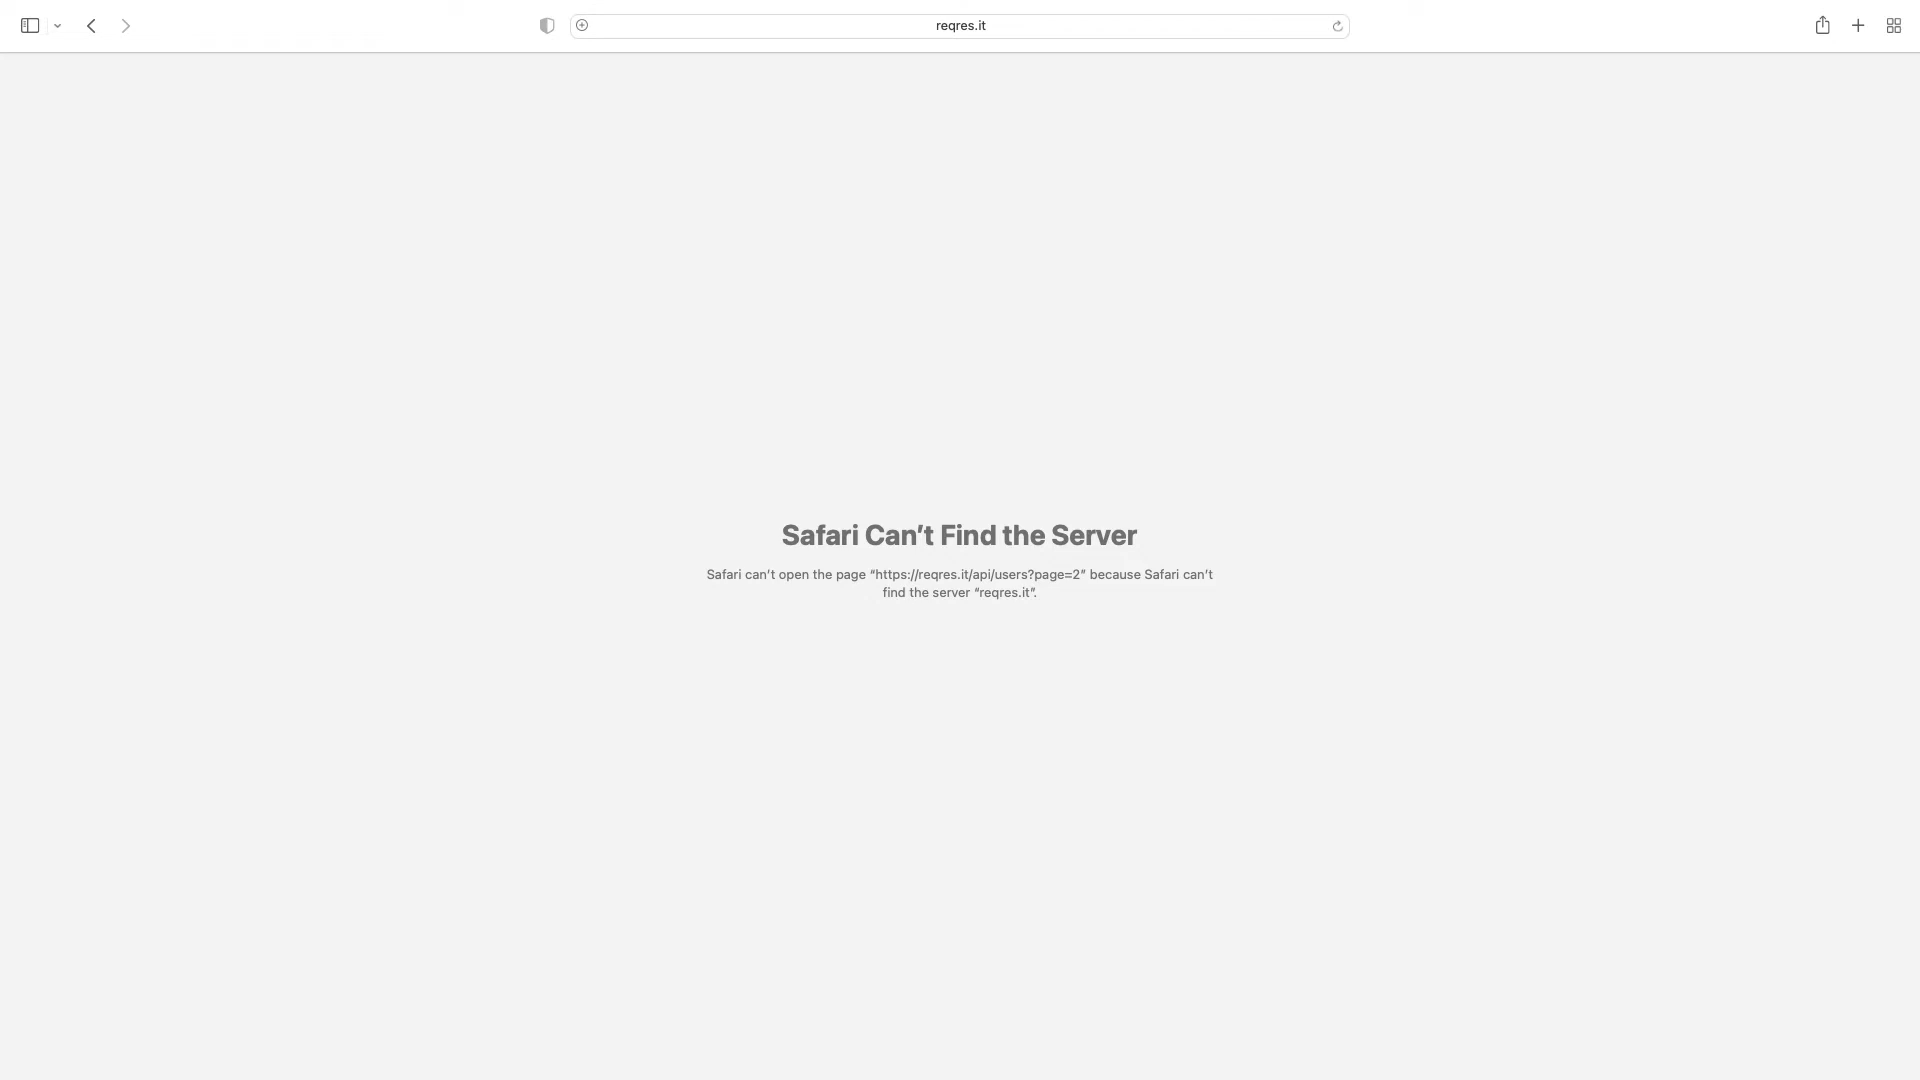 reqres.it
Safari Can’t Find the Server
Safari can’t open the page “https://reqres.it/api/users?page=2” because Safari can’t
find the server “reqres.it”.